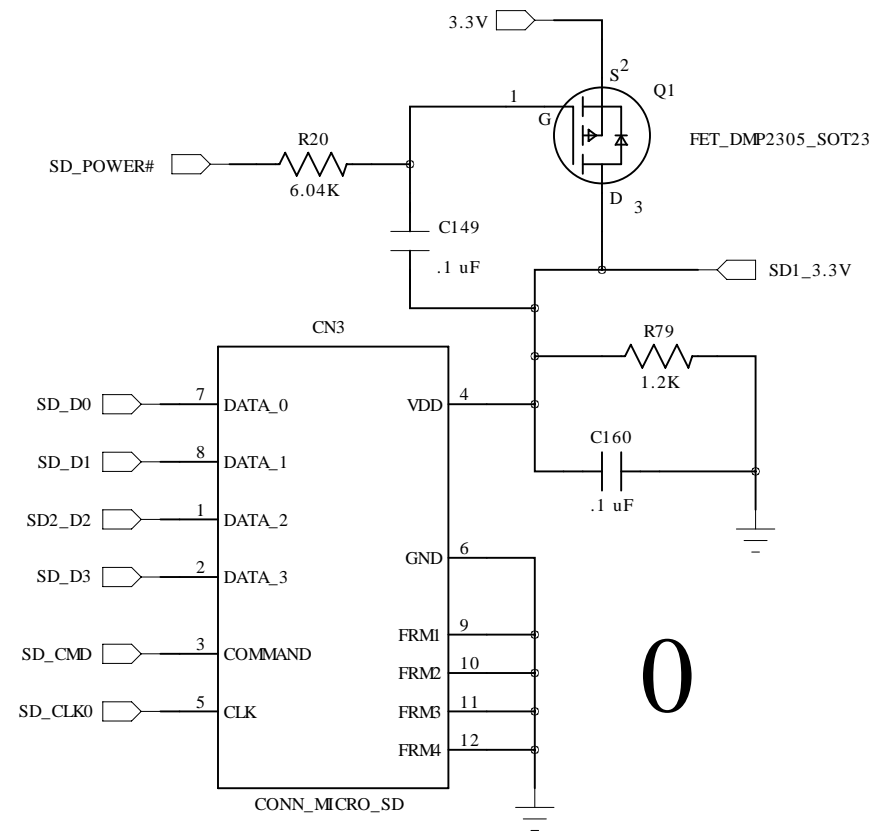 3.3V
S 2
Q1
1
G
FET_DMP2305_SOT23
R20
SD_POWER#
6.04K
D 3
C149
.1 uF
SD1_3.3V
CN3
R79
1.2K
SD_D0 7 DATA_0 VDD 4
C160
SD_D1 8 DATA_1
.1 uF
SD2_D2 1 DATA_2
GND 6
SD_D3 2 DATA_3
FRM1 9
SD_CMD 3 COMMAND
FRM2 10
0
SD_CLK0 5 CLK FRM3 11
FRM4 12
CONN_MICRO_SD